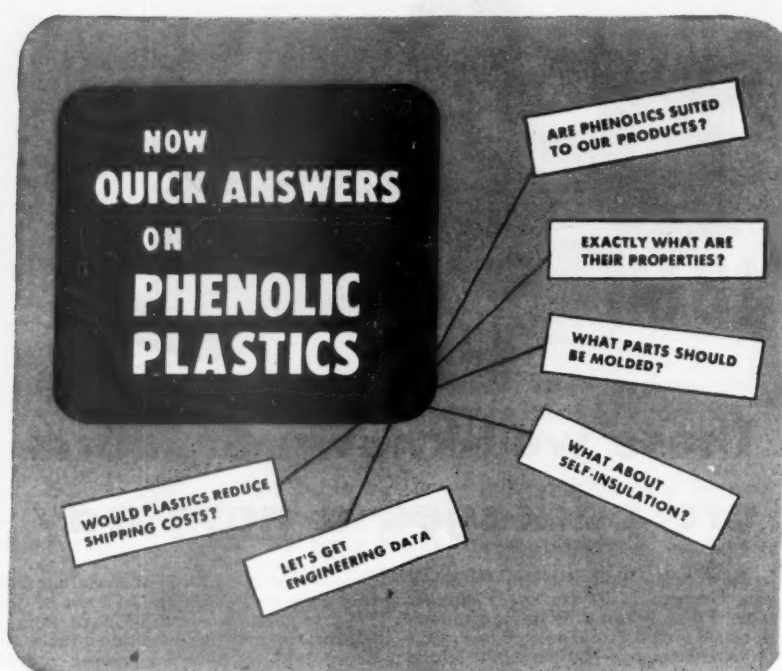 NOW
QUICK ANSWERS
ON
PHENOLIC
PLASTICS
ARE PHENOLICS SUITED
TO OUR PRODUCTS?
EXACTLY WHAT ARE
THEIR PROPERTIES?
WHAT PARTS SHOULD
BE MOLDED?
WHAT ABOUT
SELF-INSULATION?
LET'S GET
ENGINEERING DATA
WOULD PLASTICS REDUCE
SHIPPING COSTS?